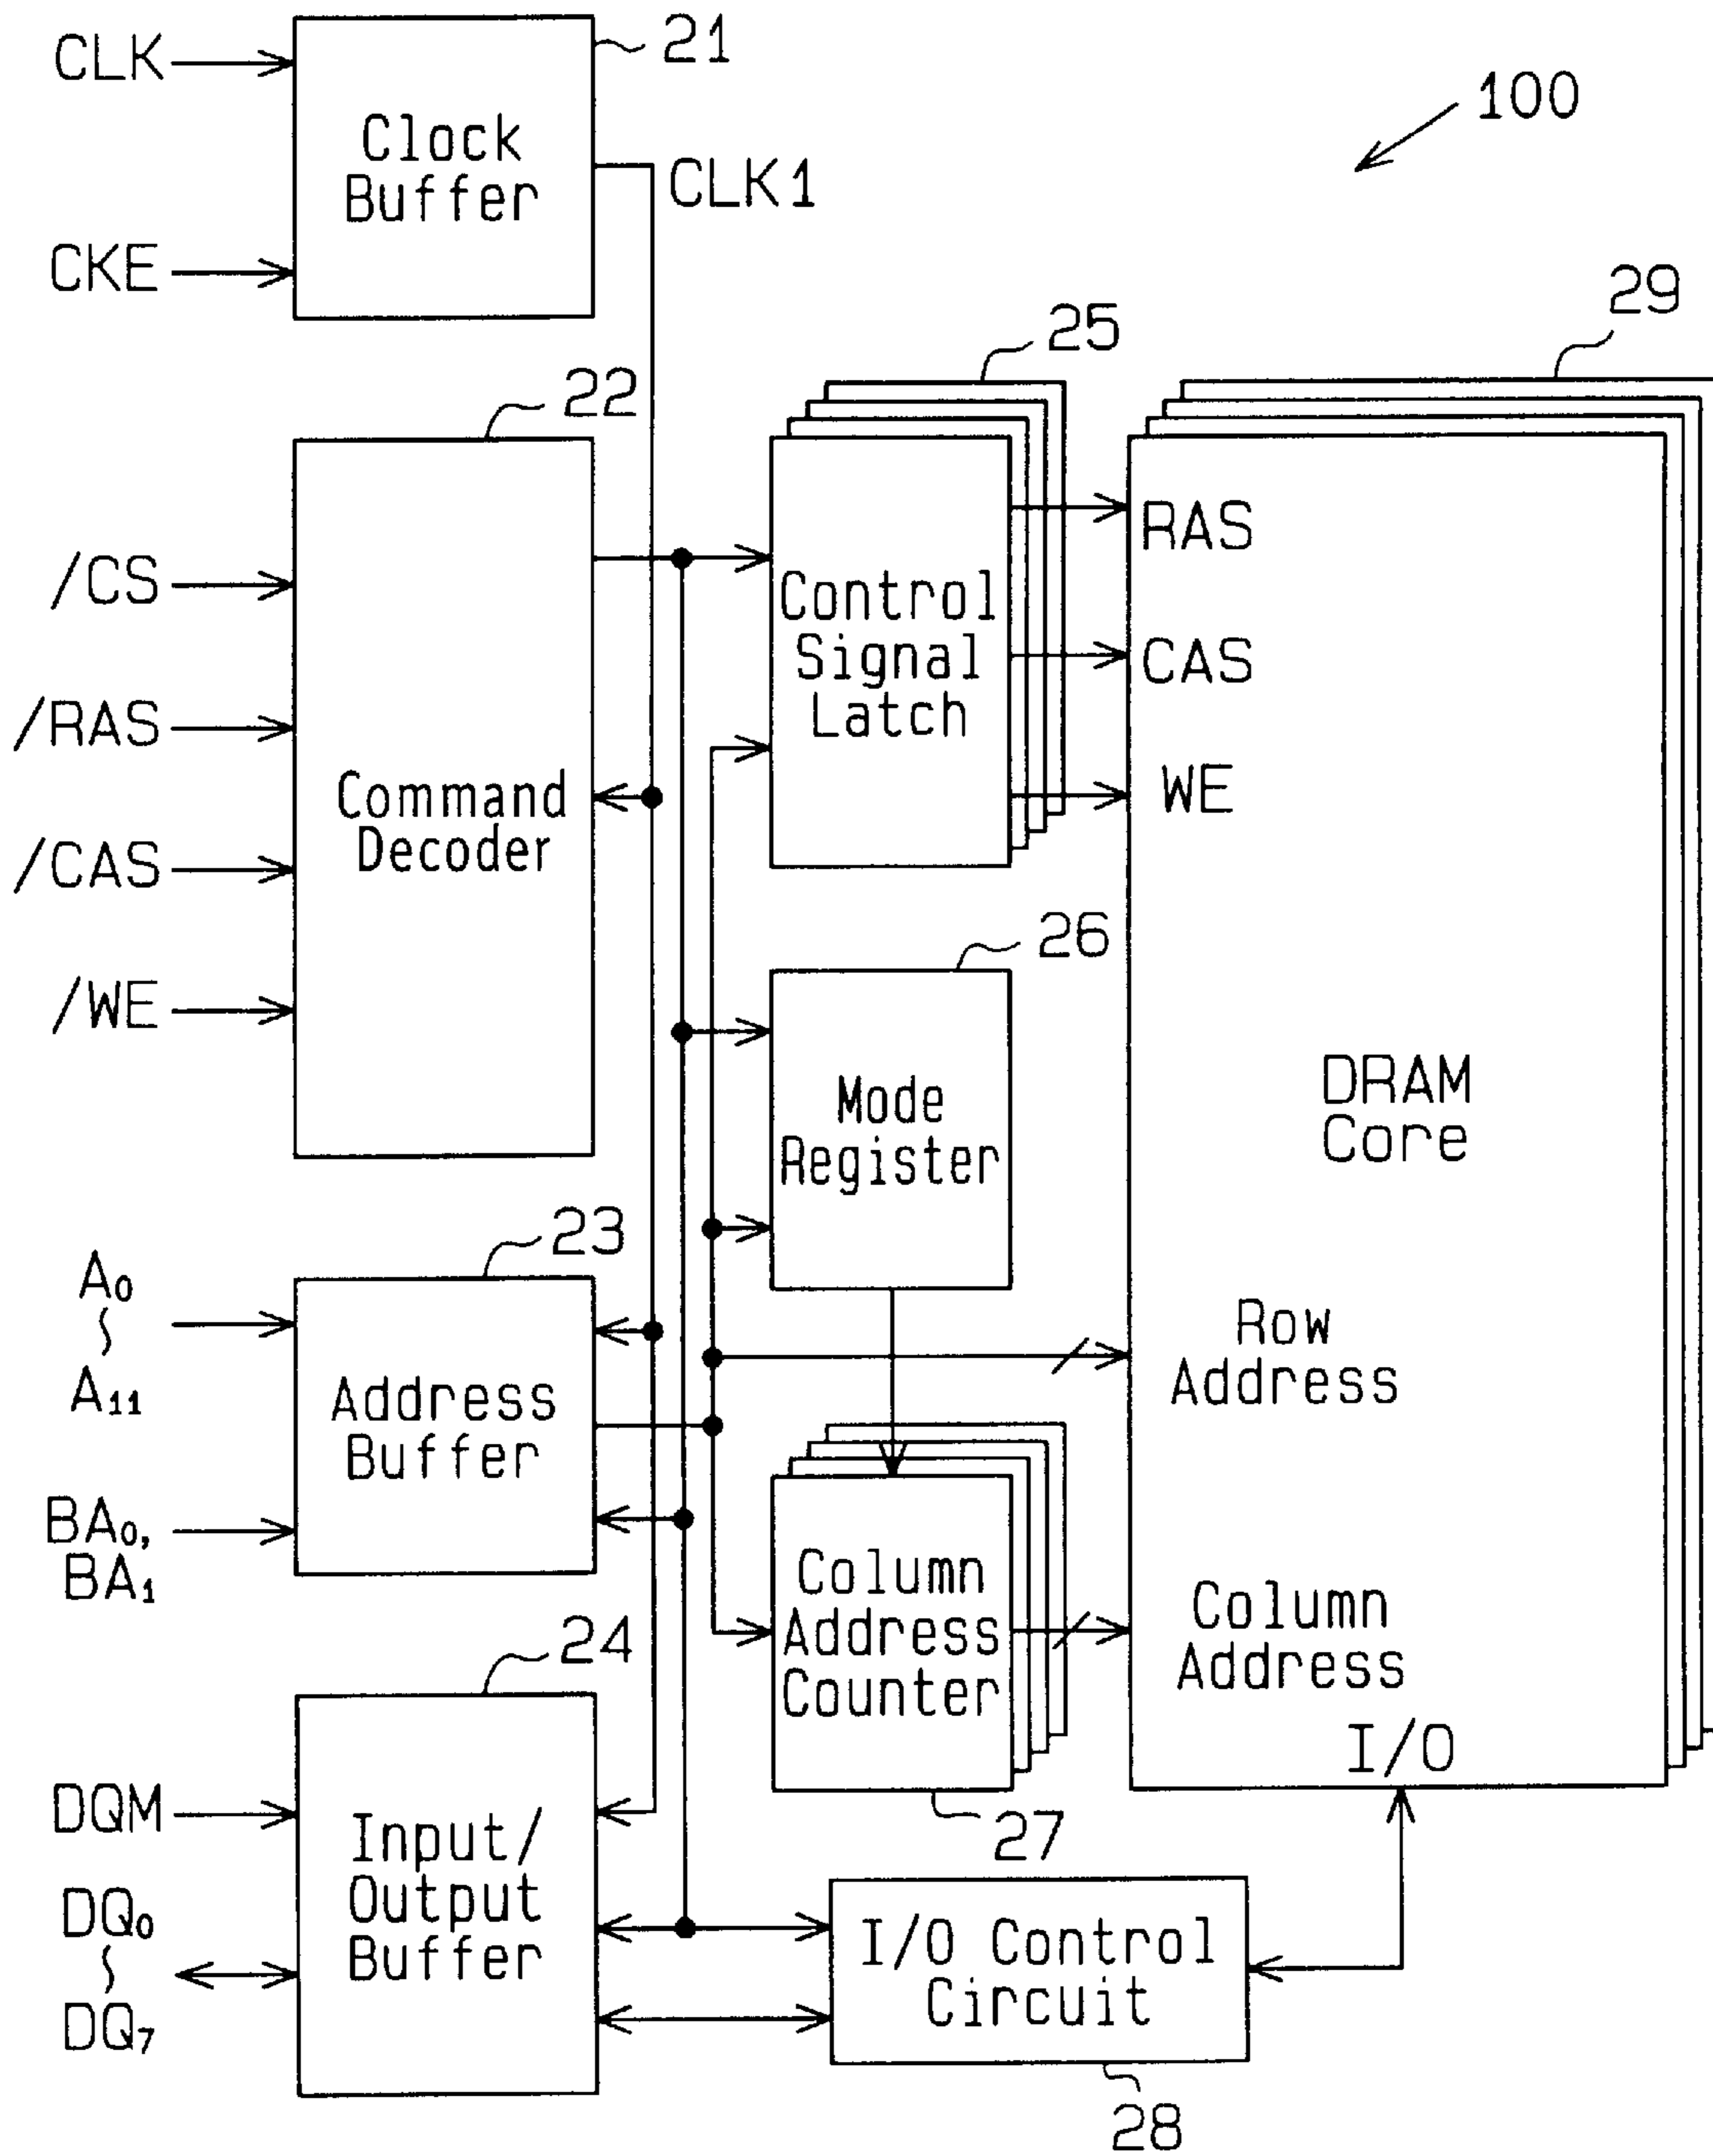 CLK
Clock
Buffer
21
CLK1
CKE
100
22
/CS
/RAS
/CAS
/WE
Command
Decoder
25
Control
Signal
Latch
29
RAS
CAS
WE
DRAM
Core
Row
Address
Column
Address
I/O
26
Mode
Register
23
A₀
A₁₁
BA₀,
BA₁
Address
Buffer
Column
Address
Counter
27
24
DQM
DQ₀
DQ₇
Input/
Output
Buffer
I/O Control
Circuit
28